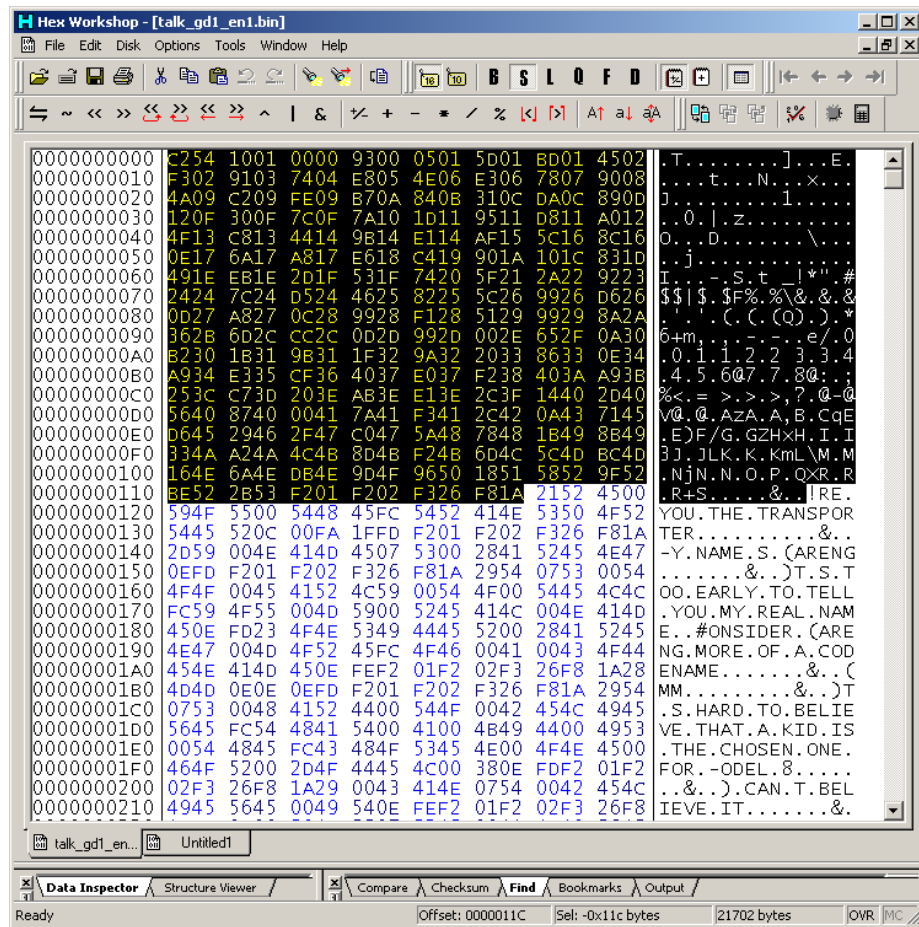 Hex Workshop - [talk_gd1_en1.bin]
File Edit Disk Options Tools Window Help
B S L Q F D
0000000000 C254 1001 0000 9300 0501 5D01 BD01 4502 .T........]...E.
0000000010 F302 9103 7404 E805 4E06 E306 7807 9008 ....t...N...x...
0000000020 4A09 C209 FE09 B70A 840B 310C DA0C 890D J.........1.....
0000000030 120F 300F 7C0F 7A10 1D11 9511 D811 A012 ..0.|.z.........
0000000040 4F13 C813 4414 9B14 E114 AF15 5C16 8C16 O...D.......\...
0000000050 0E17 6A17 A817 E618 C419 901A 101C 831D ..j.............
0000000060 491E EB1E 2D1F 531F 7420 5F21 2A22 9223 I...-.S.t _!*".#
0000000070 2424 7C24 D524 4625 8225 5C26 9926 D626 $$|$.$F%.%\&.&.&
0000000080 0D27 A827 0C28 9928 F128 5129 9929 8A2A .'.'.(.(.(Q).).*
0000000090 362B 6D2C CC2C 0D2D 992D 002E 652F 0A30 6+m,.,.-.-..e/.0
00000000A0 B230 1B31 9B31 1F32 9A32 2033 8633 0E34 .0.1.1.2.2 3.3.4
00000000B0 A934 E335 CF36 4037 E037 F238 403A A93B .4.5.6@7.7.8@:.;
00000000C0 253C C73D 203E AB3E E13E 2C3F 1440 2D40 %<.= >.>.>,?.@-@
00000000D0 5640 8740 0041 7A41 F341 2C42 0A43 7145 V@.@.AzA.A,B.CqE
00000000E0 D645 2946 2F47 C047 5A48 7848 1B49 8B49 .E)F/G.GZHxH.I.I
00000000F0 334A A24A 4C4B 8D4B F24B 6D4C 5C4D BC4D 3J.JLK.K.KmL\M.M
0000000100 164E 6A4E DB4E 9D4F 9650 1851 5852 9F52 .NjN.N.O.P.QXR.R
0000000110 BE52 2B53 F201 F202 F326 F81A 2152 4500 .R+S.....&..!RE.
0000000120 594F 5500 5448 45FC 5452 414E 5350 4F52 YOU.THE.TRANSPOR
0000000130 5445 520C 00FA 1FFD F201 F202 F326 F81A TER..........&..
0000000140 2D59 004E 414D 4507 5300 2841 5245 4E47 -Y.NAME.S.(ARENG
0000000150 0EFD F201 F202 F326 F81A 2954 0753 0054 .......&..)T.S.T
0000000160 4F4F 0045 4152 4C59 0054 4F00 5445 4C4C OO.EARLY.TO.TELL
0000000170 FC59 4F55 004D 5900 5245 414C 004E 414D .YOU.MY.REAL.NAM
0000000180 450E FD23 4F4E 5349 4445 5200 2841 5245 E..#ONSIDER.(ARE
0000000190 4E47 004D 4F52 45FC 4F46 0041 0043 4F44 NG.MORE.OF.A.COD
00000001A0 454E 414D 450E FEF2 01F2 02F3 26F8 1A28 ENAME.......&..(
00000001B0 4D4D 0E0E 0EFD F201 F202 F326 F81A 2954 MM.........&..)T
00000001C0 0753 0048 4152 4400 544F 0042 454C 4945 .S.HARD.TO.BELIE
00000001D0 5645 FC54 4841 5400 4100 4B49 4400 4953 VE.THAT.A.KID.IS
00000001E0 0054 4845 FC43 484F 5345 4E00 4F4E 4500 .THE.CHOSEN.ONE.
00000001F0 464F 5200 2D4F 4445 4C00 380E FDF2 01F2 FOR.-ODEL.8.....
0000000200 02F3 26F8 1A29 0043 414E 0754 0042 454C ..&..).CAN.T.BEL
0000000210 4945 5645 0049 540E FEF2 01F2 02F3 26F8 IEVE.IT.......&.
talk_gd1_en... Untitled1
Data Inspector Structure Viewer Compare Checksum Find Bookmarks Output
Ready Offset: 0000011C Sel: -0x11c bytes 21702 bytes OVR MC